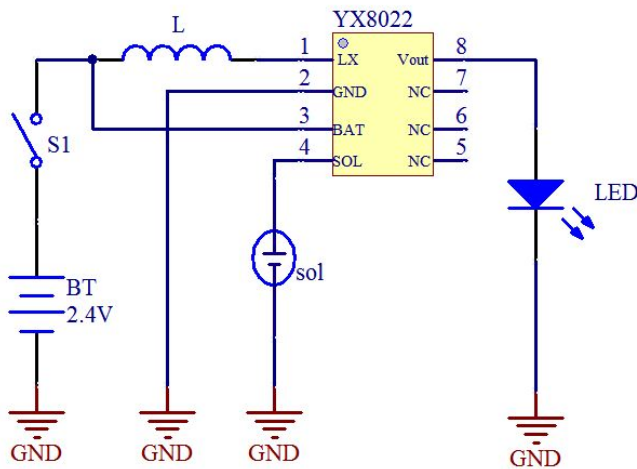 YX8022
L
1
LX
Vout
8
2
GND
NC
7
3
BAT
NC
6
4
SOL
NC
5
S1
LED
sol
BT
2.4V
GND
GND
GND
GND